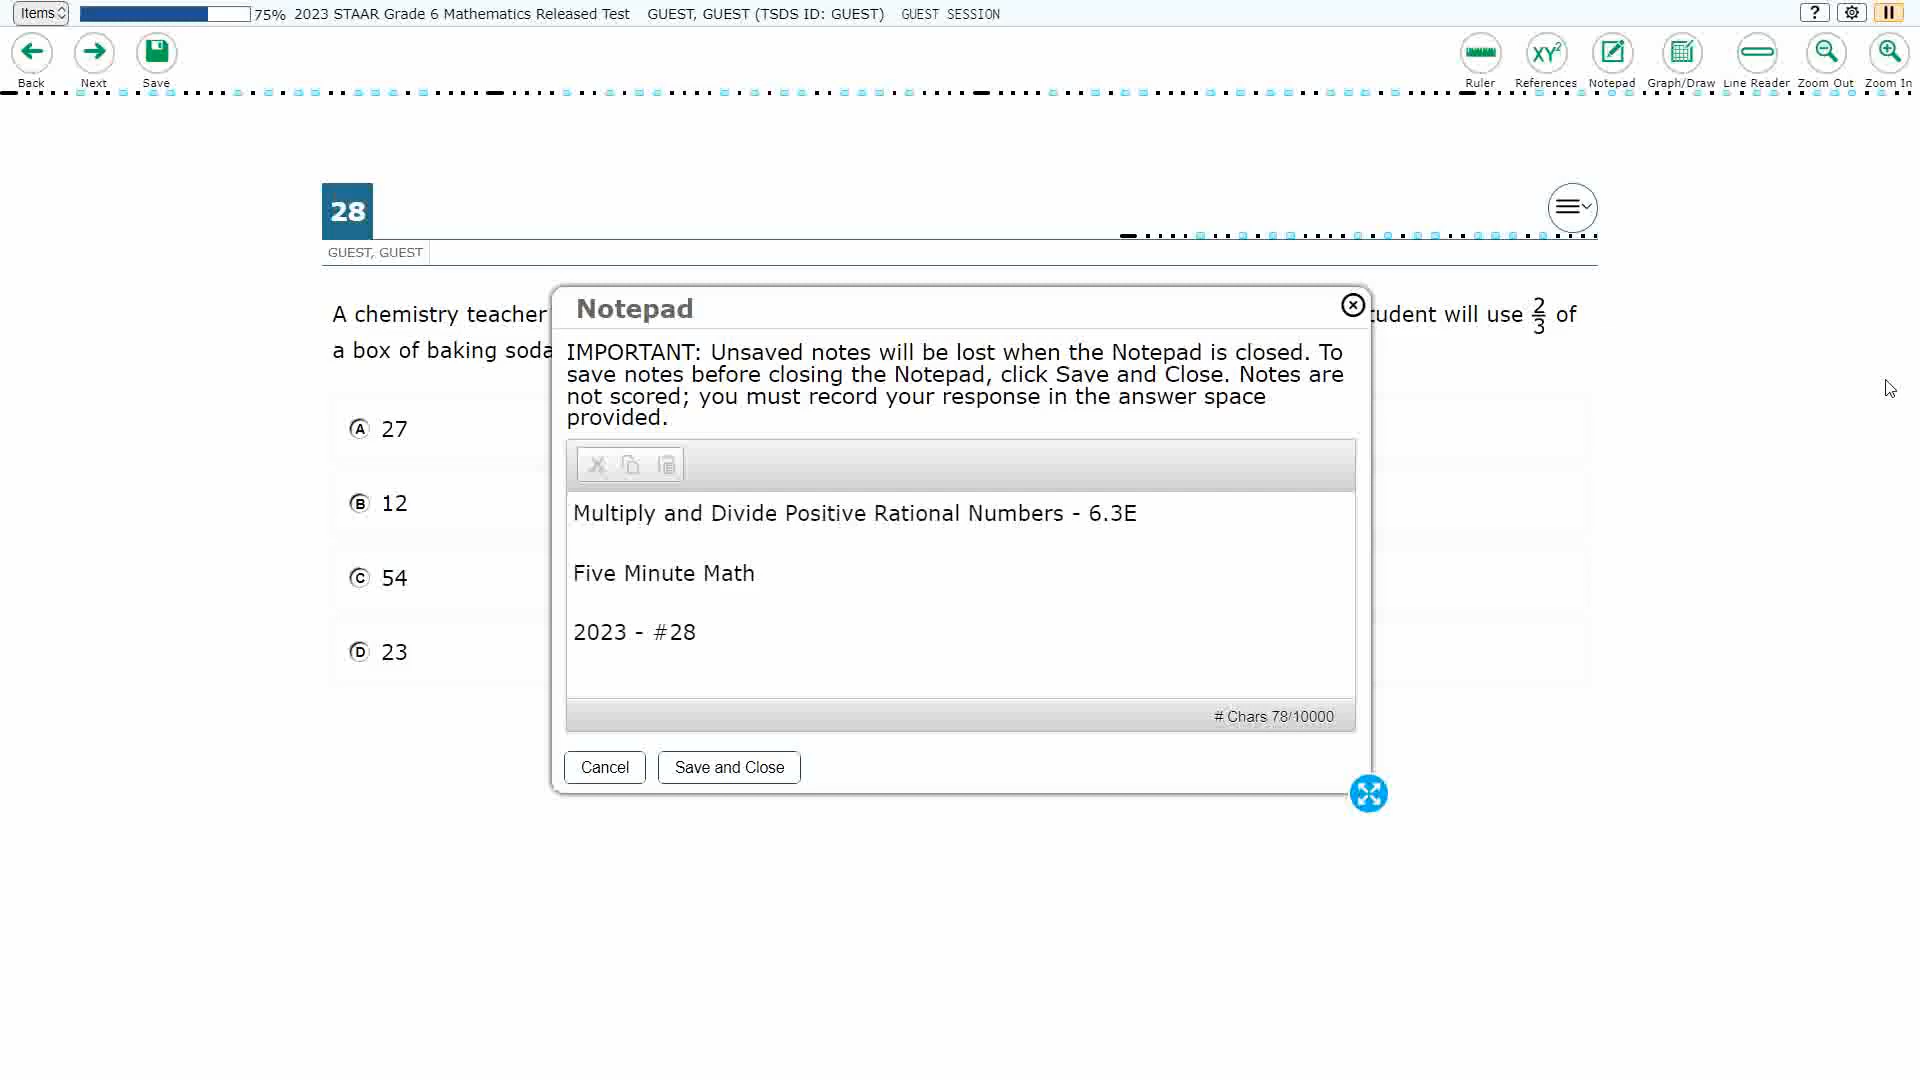 Items 75% 2023 STAAR Grade 6 Mathematics Released Test GUEST, GUEST (TSDS ID: GUEST) GUEST SESSION ?
Back Next Save Ruler XY² References Notepad Graph/Draw Line Reader Zoom Out Zoom In
28
GUEST, GUEST
A chemistry teacher udent will use 2/3 of
a box of baking soda
A 27
B 12
C 54
D 23
Notepad
IMPORTANT: Unsaved notes will be lost when the Notepad is closed. To
save notes before closing the Notepad, click Save and Close. Notes are
not scored; you must record your response in the answer space
provided.
Multiply and Divide Positive Rational Numbers - 6.3E
Five Minute Math
2023 - #28
# Chars 78/10000
Cancel Save and Close